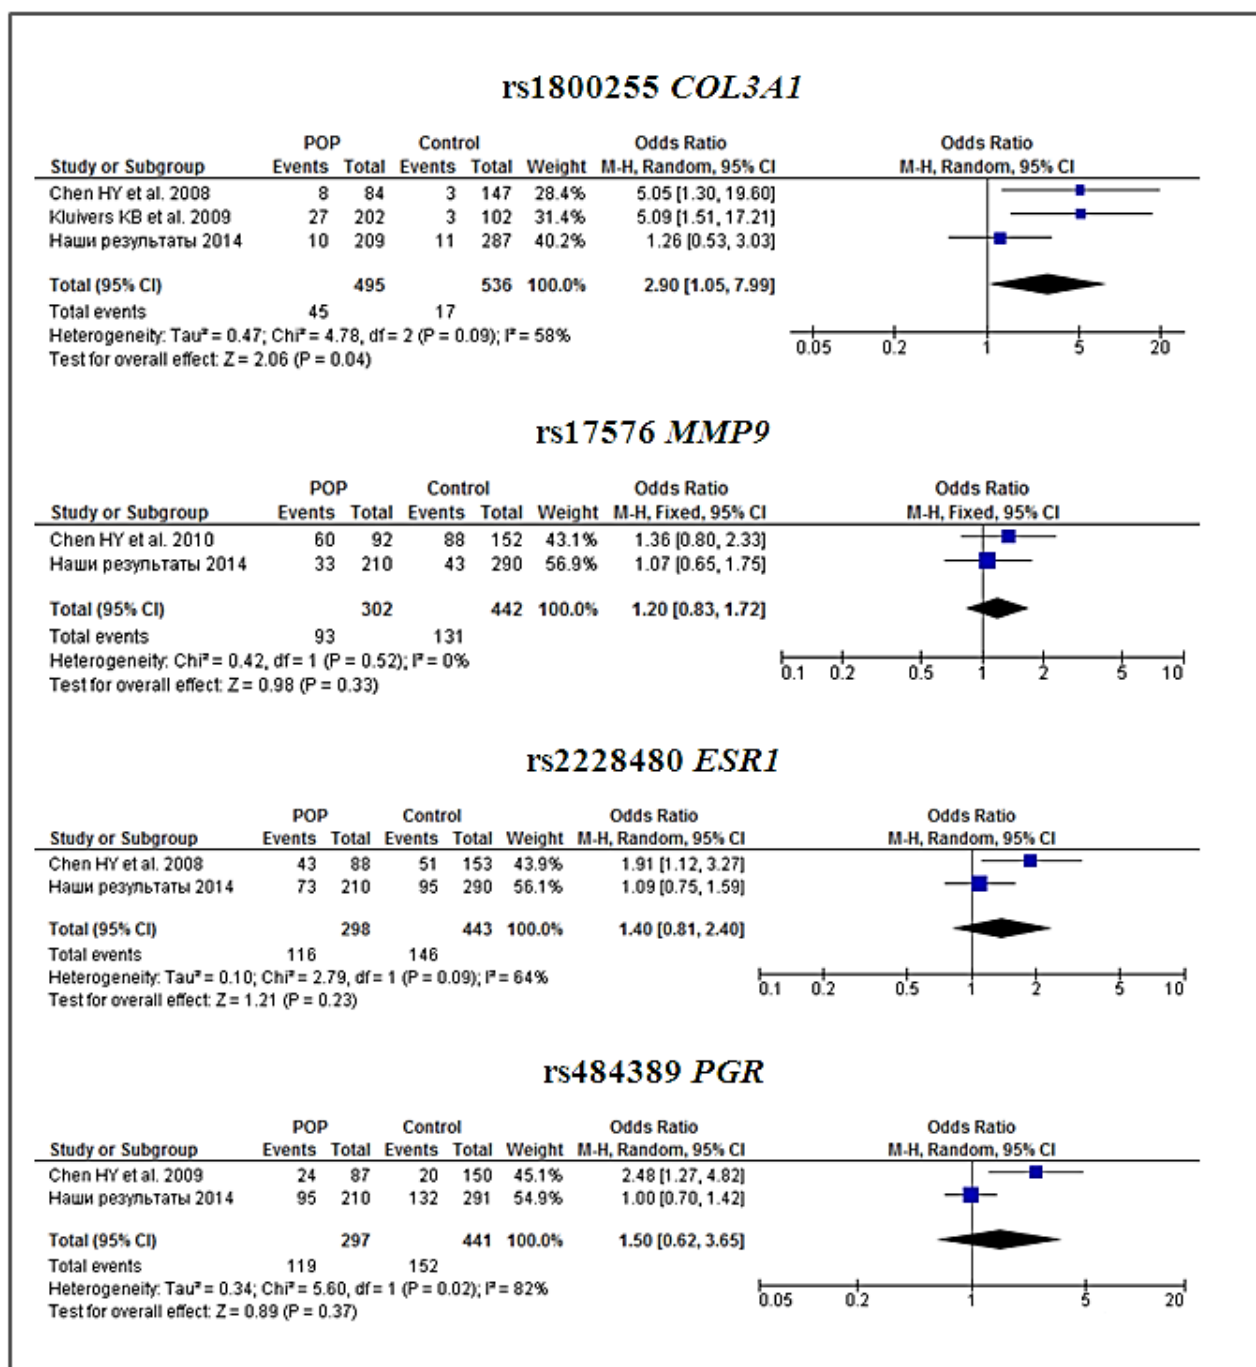 rs1800255 COL3A1
POP Control Odds Ratio Odds Ratio
Study or Subgroup Events Total Events Total Weight M-H, Random, 95% CI M-H, Random, 95% CI
Chen HY et al. 2008 8 84 3 147 28.4% 5.05 [1.30, 19.60]
Kluivers KB et al. 2009 27 202 3 102 31.4% 5.09 [1.51, 17.21]
Наши результаты 2014 10 209 11 287 40.2% 1.26 [0.53, 3.03]
Total (95% CI) 495 536 100.0% 2.90 [1.05, 7.99]
Total events 45 17
Heterogeneity: Tau² = 0.47; Chi² = 4.78, df = 2 (P = 0.09); I² = 58%
Test for overall effect: Z = 2.06 (P = 0.04)
0.05 0.2 1 5 20
rs17576 MMP9
POP Control Odds Ratio Odds Ratio
Study or Subgroup Events Total Events Total Weight M-H, Fixed, 95% CI M-H, Fixed, 95% CI
Chen HY et al. 2010 60 92 88 152 43.1% 1.36 [0.80, 2.33]
Наши результаты 2014 33 210 43 290 56.9% 1.07 [0.65, 1.75]
Total (95% CI) 302 442 100.0% 1.20 [0.83, 1.72]
Total events 93 131
Heterogeneity: Chi² = 0.42, df = 1 (P = 0.52); I² = 0%
Test for overall effect: Z = 0.98 (P = 0.33)
0.1 0.2 0.5 1 2 5 10
rs2228480 ESR1
POP Control Odds Ratio Odds Ratio
Study or Subgroup Events Total Events Total Weight M-H, Random, 95% CI M-H, Random, 95% CI
Chen HY et al. 2008 43 88 51 153 43.9% 1.91 [1.12, 3.27]
Наши результаты 2014 73 210 95 290 56.1% 1.09 [0.75, 1.59]
Total (95% CI) 298 443 100.0% 1.40 [0.81, 2.40]
Total events 116 146
Heterogeneity: Tau² = 0.10; Chi² = 2.79, df = 1 (P = 0.09); I² = 64%
Test for overall effect: Z = 1.21 (P = 0.23)
0.1 0.2 0.5 1 2 5 10
rs484389 PGR
POP Control Odds Ratio Odds Ratio
Study or Subgroup Events Total Events Total Weight M-H, Random, 95% CI M-H, Random, 95% CI
Chen HY et al. 2009 24 87 20 150 45.1% 2.48 [1.27, 4.82]
Наши результаты 2014 95 210 132 291 54.9% 1.00 [0.70, 1.42]
Total (95% CI) 297 441 100.0% 1.50 [0.62, 3.65]
Total events 119 152
Heterogeneity: Tau² = 0.34; Chi² = 5.60, df = 1 (P = 0.02); I² = 82%
Test for overall effect: Z = 0.89 (P = 0.37)
0.05 0.2 1 5 20